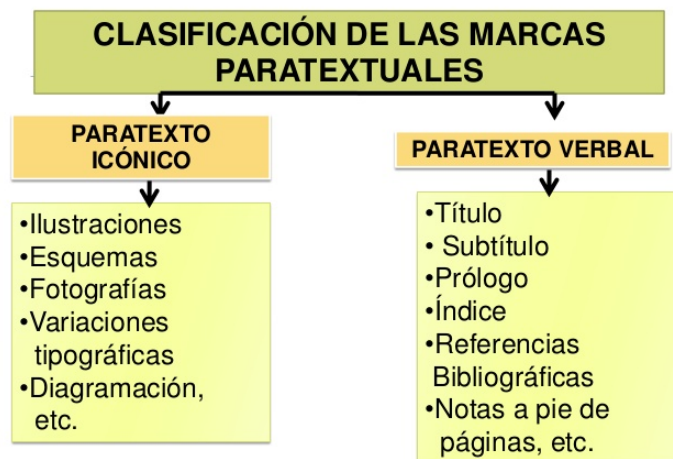 CLASIFICACIÓN DE LAS MARCAS
PARATEXTUALES
PARATEXTO
ICÓNICO
•Ilustraciones
•Esquemas
•Fotografías
•Variaciones
tipográficas
•Diagramación,
etc.
PARATEXTO VERBAL
•Título
• Subtítulo
•Prólogo
•Índice
•Referencias
Bibliográficas
•Notas a pie de
páginas, etc.